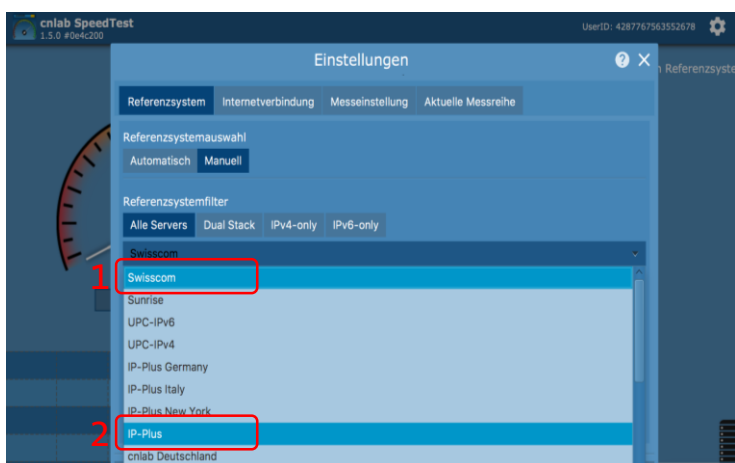 cnlab SpeedTest
1.5.0 #0e4c200
UserID: 4287767563552678
Einstellungen
n Referenzsyste
Referenzsystem Internetverbindung Messeinstellung Aktuelle Messreihe
Referenzsystemauswahl
Automatisch Manuell
Referenzsystemfilter
Alle Servers Dual Stack IPv4-only IPv6-only
Swisscom
1
Swisscom
Sunrise
UPC-IPv6
UPC-IPv4
IP-Plus Germany
IP-Plus Italy
IP-Plus New York
2
IP-Plus
cnlab Deutschland